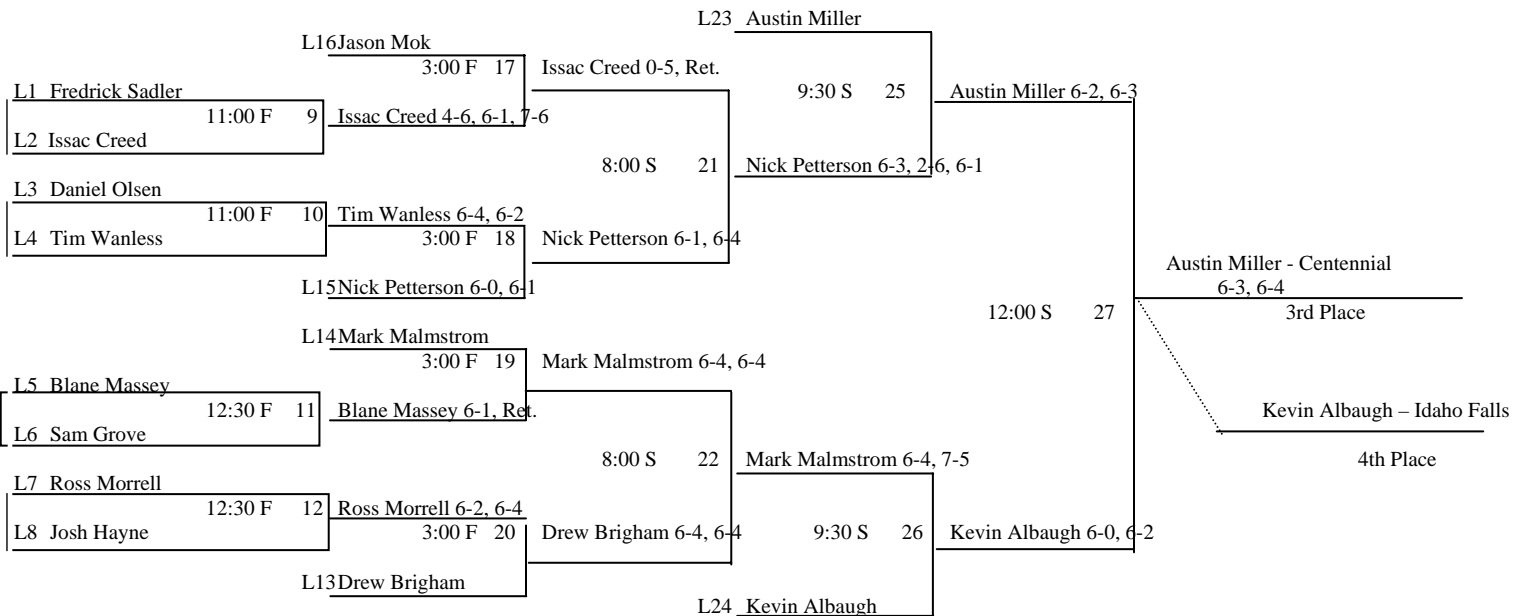 L23 Austin Miller
L16 Jason Mok
3:00 F 17 Issac Creed 0-5, Ret.
L1 Fredrick Sadler
9:30 S 25 Austin Miller 6-2, 6-3
11:00 F 9 Issac Creed 4-6, 6-1, 7-6
L2 Issac Creed
8:00 S 21 Nick Petterson 6-3, 2-6, 6-1
L3 Daniel Olsen
11:00 F 10 Tim Wanless 6-4, 6-2
L4 Tim Wanless
3:00 F 18 Nick Petterson 6-1, 6-4
Austin Miller - Centennial
L15 Nick Petterson 6-0, 6-1
6-3, 6-4
12:00 S 27
3rd Place
L14 Mark Malmstrom
3:00 F 19 Mark Malmstrom 6-4, 6-4
L5 Blane Massey
12:30 F 11 Blane Massey 6-1, Ret.
Kevin Albaugh – Idaho Falls
L6 Sam Grove
8:00 S 22 Mark Malmstrom 6-4, 7-5
4th Place
L7 Ross Morrell
12:30 F 12 Ross Morrell 6-2, 6-4
L8 Josh Hayne
3:00 F 20 Drew Brigham 6-4, 6-4
9:30 S 26 Kevin Albaugh 6-0, 6-2
L13 Drew Brigham
L24 Kevin Albaugh